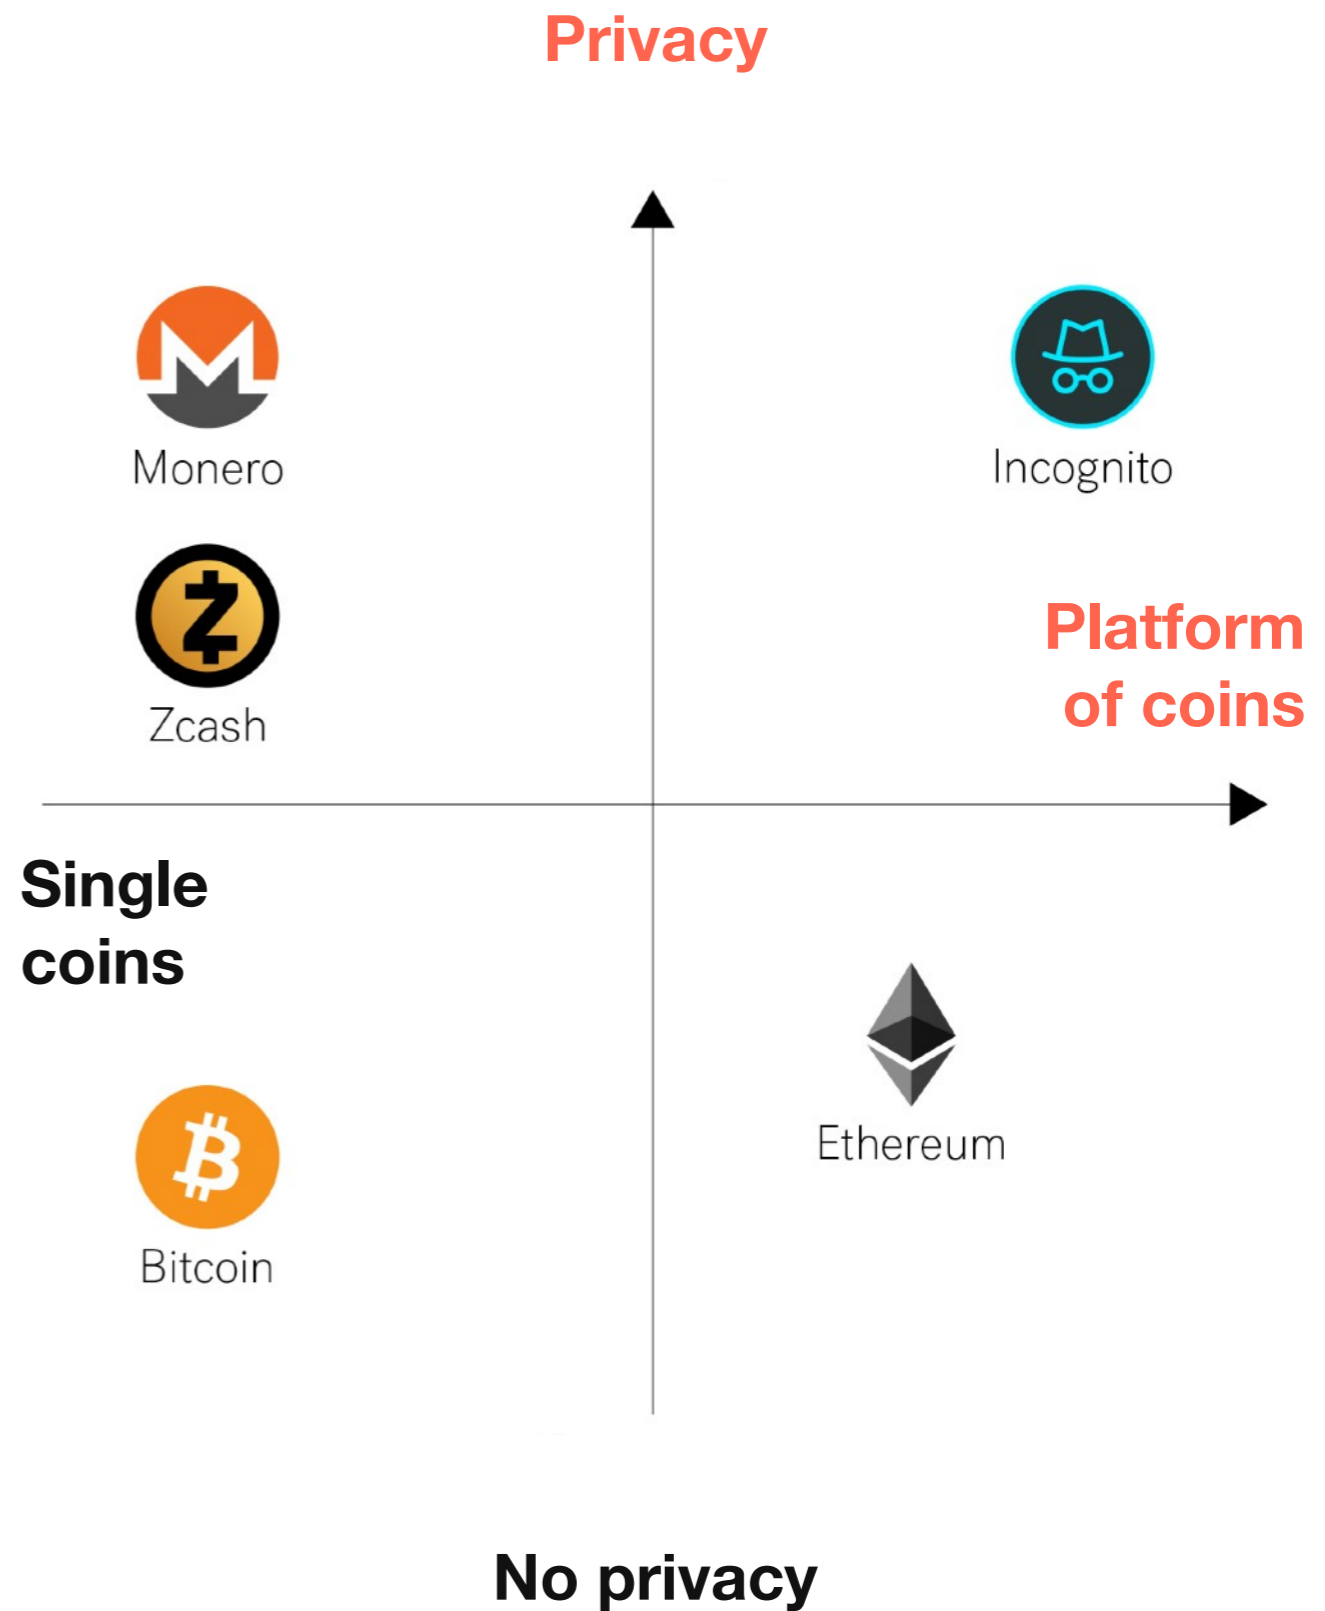 Privacy
Monero
Incognito
Zcash
Platform
of coins
Single
coins
Ethereum
Bitcoin
No privacy